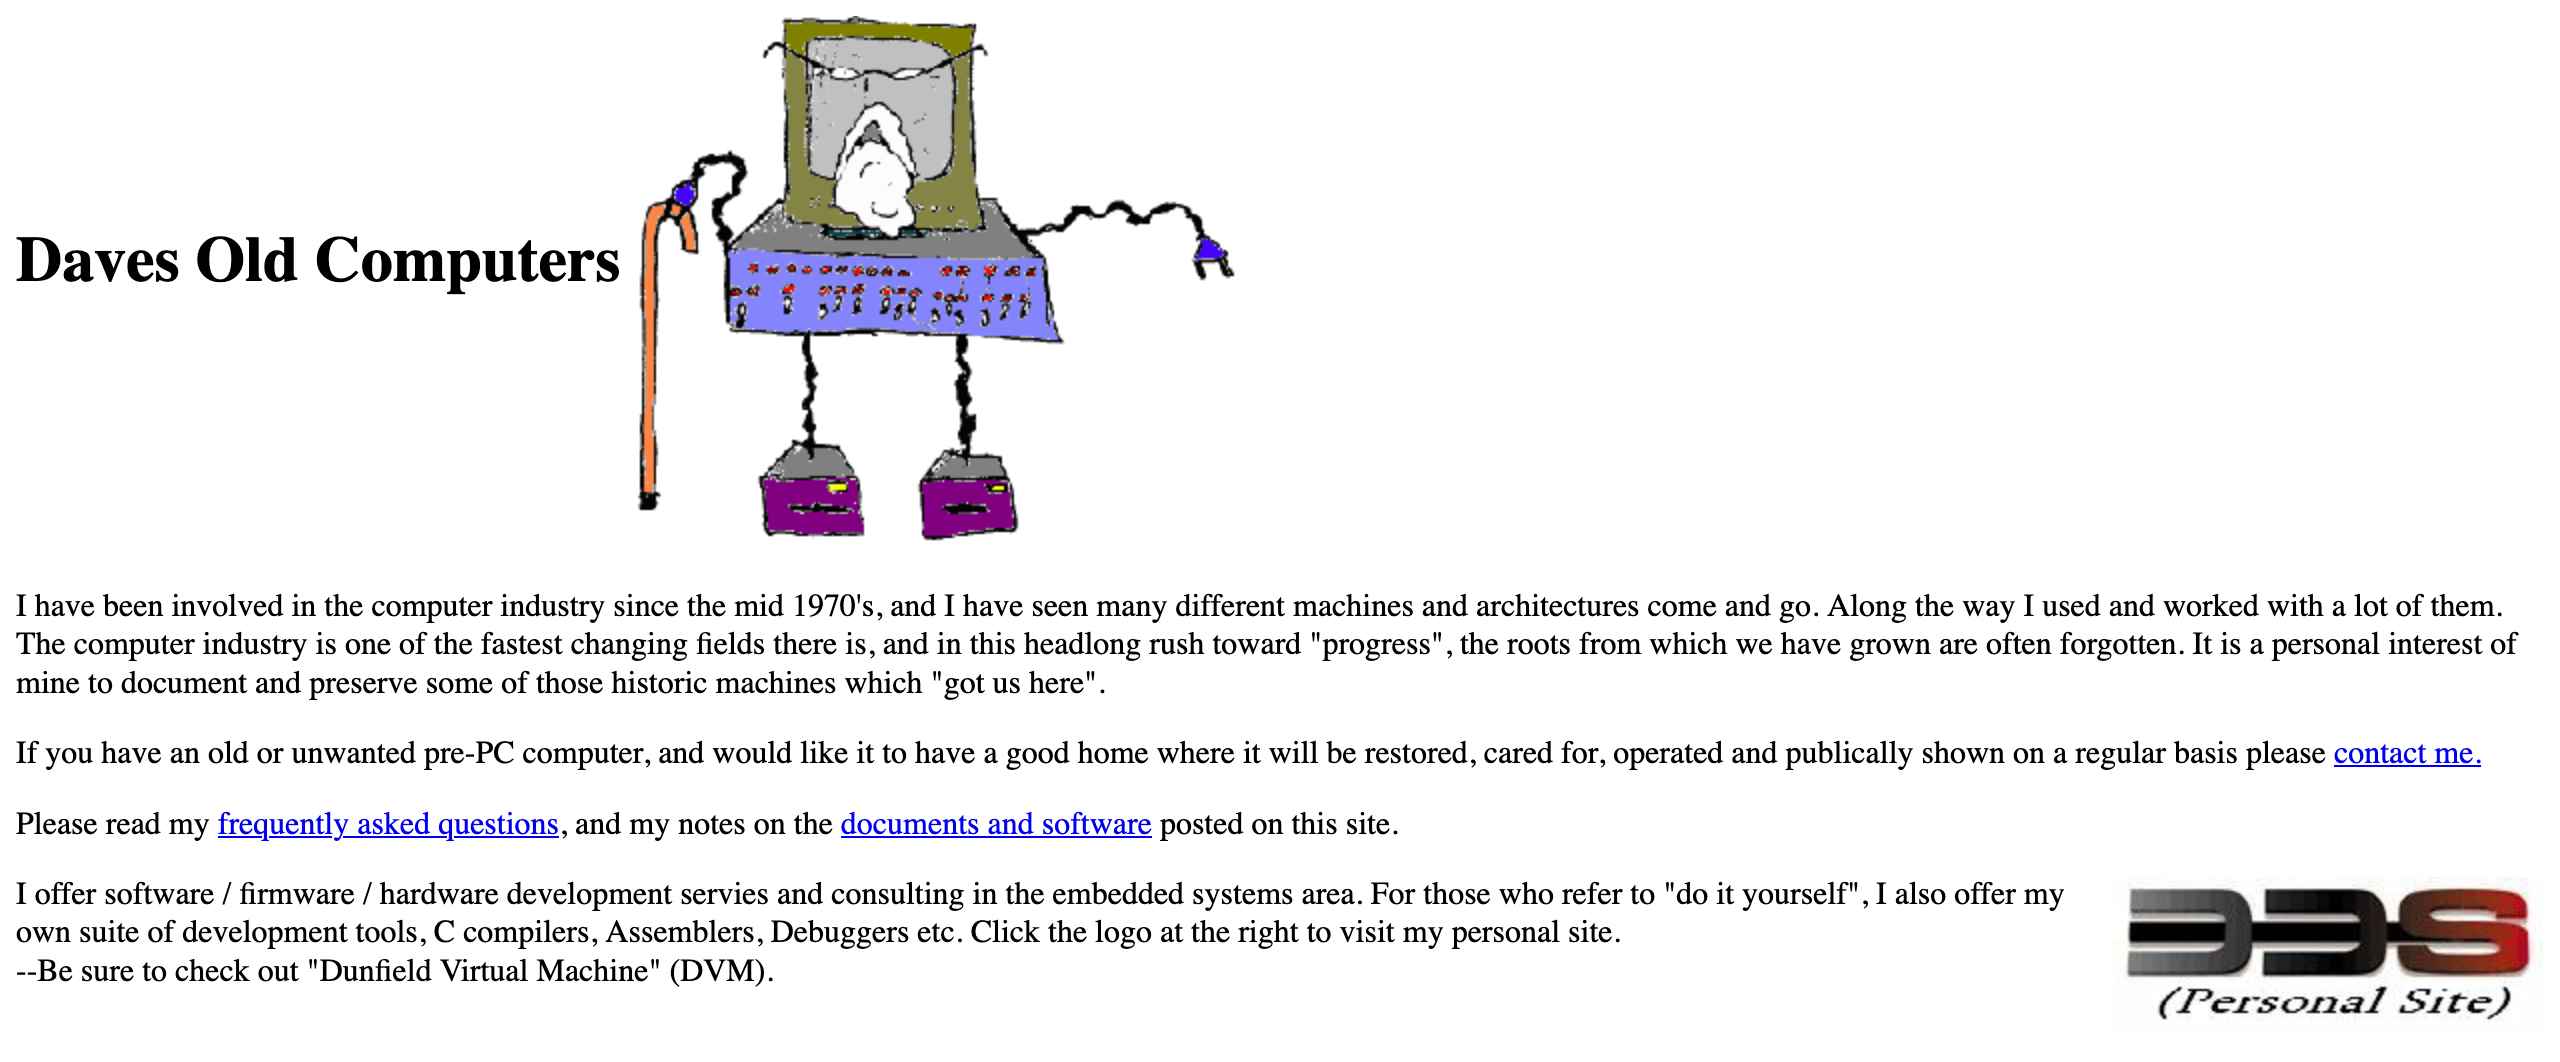 Daves Old Computers
I have been involved in the computer industry since the mid 1970's, and I have seen many different machines and architectures come and go. Along the way I used and worked with a lot of them.
The computer industry is one of the fastest changing fields there is, and in this headlong rush toward "progress", the roots from which we have grown are often forgotten. It is a personal interest of
mine to document and preserve some of those historic machines which "got us here".
If you have an old or unwanted pre-PC computer, and would like it to have a good home where it will be restored, cared for, operated and publically shown on a regular basis please contact me.
Please read my frequently asked questions, and my notes on the documents and software posted on this site.
I offer software / firmware / hardware development servies and consulting in the embedded systems area. For those who refer to "do it yourself", I also offer my
own suite of development tools, C compilers, Assemblers, Debuggers etc. Click the logo at the right to visit my personal site.
--Be sure to check out "Dunfield Virtual Machine" (DVM).
DDS
(Personal Site)